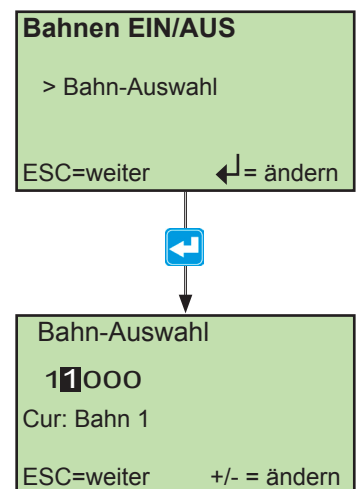 Bahnen EIN/AUS
> Bahn-Auswahl
ESC=weiter ↵= ändern
Bahn-Auswahl
11000
Cur: Bahn 1
ESC=weiter +/- = ändern